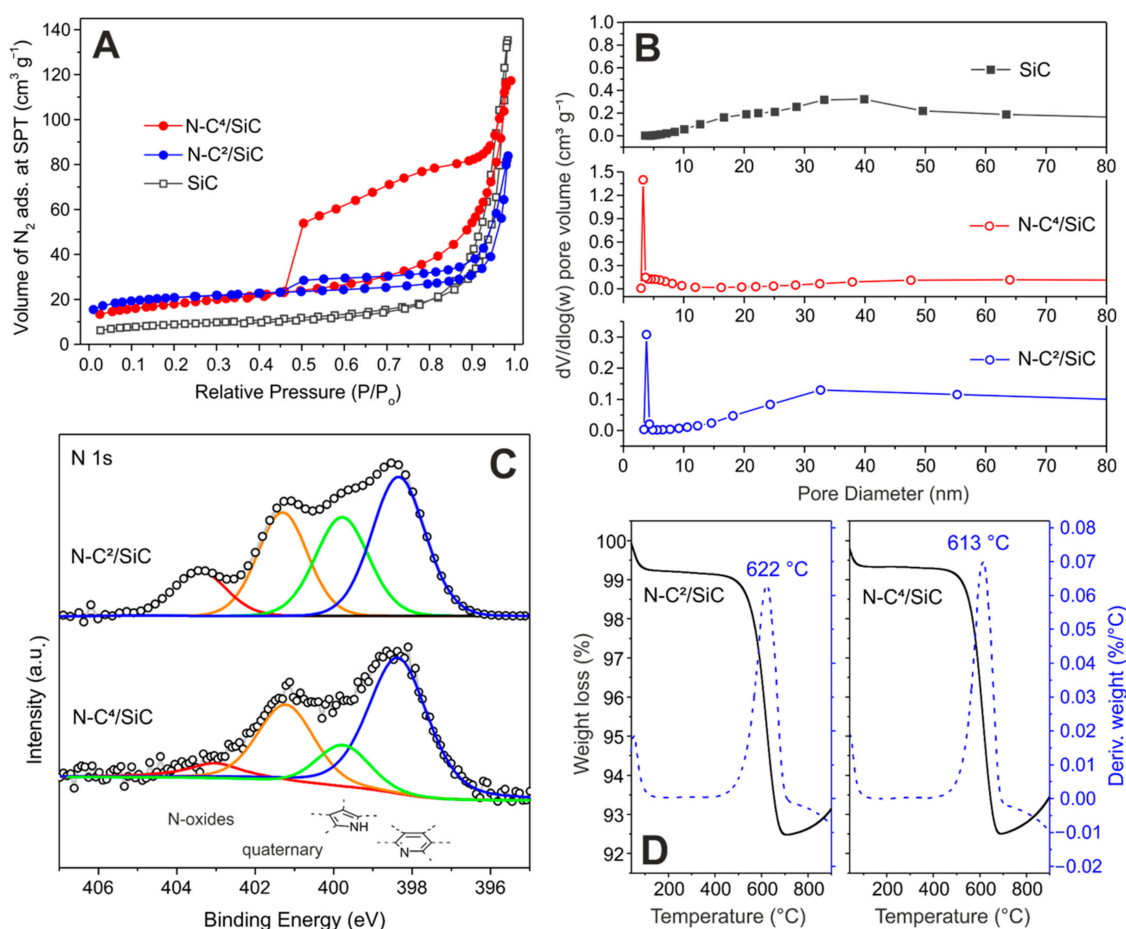 A
Volume of N₂ ads. at SPT (cm³ g⁻¹)
140
120
100
80
60
40
20
0
N-C⁴/SiC
N-C²/SiC
SiC
0.0 0.1 0.2 0.3 0.4 0.5 0.6 0.7 0.8 0.9 1.0
Relative Pressure (P/Pₒ)
B
dV/dlog(w) pore volume (cm³ g⁻¹)
1.0
0.8
0.6
0.4
0.2
0.0
SiC
0 10 20 30 40 50 60 70 80
1.5
1.2
0.9
0.6
0.3
0.0
N-C⁴/SiC
0 10 20 30 40 50 60 70 80
0.3
0.2
0.1
0.0
N-C²/SiC
0 10 20 30 40 50 60 70 80
Pore Diameter (nm)
C
N 1s
Intensity (a.u.)
N-C²/SiC
N-C⁴/SiC
N-oxides
quaternary
NH
N
406 404 402 400 398 396
Binding Energy (eV)
D
Weight loss (%)
100
99
98
97
96
95
94
93
92
622 °C
N-C²/SiC
200 400 600 800
Temperature (°C)
613 °C
N-C⁴/SiC
200 400 600 800
Temperature (°C)
0.08
0.07
0.06
0.05
0.04
0.03
0.02
0.01
0.00
−0.01
−0.02
Deriv. weight (%/°C)